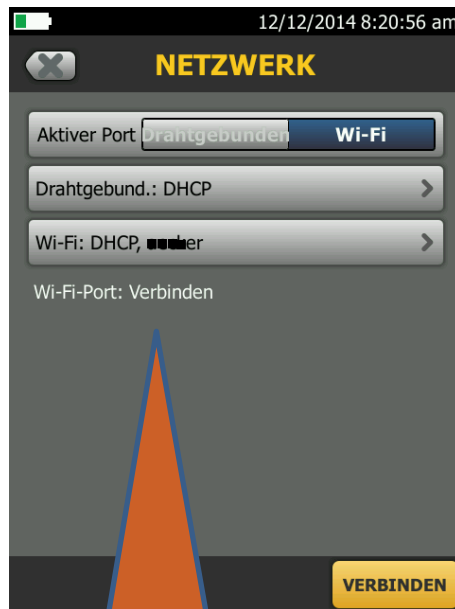 12/12/2014 8:20:56 am
NETZWERK
Aktiver Port Drahtgebunden Wi-Fi
Drahtgebund.: DHCP
Wi-Fi: DHCP, er
Wi-Fi-Port: Verbinden
VERBINDEN